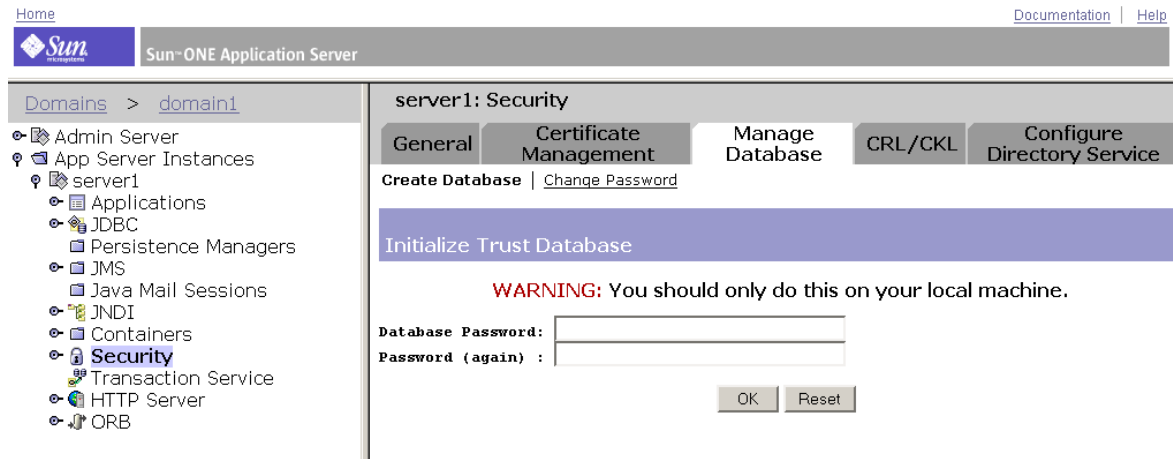 Home
Documentation | Help
Sun
microsystems
Sun™ ONE Application Server
Domains > domain1
Admin Server
App Server Instances
server1
Applications
JDBC
Persistence Managers
JMS
Java Mail Sessions
JNDI
Containers
Security
Transaction Service
HTTP Server
ORB
server1: Security
General
Certificate
Management
Manage
Database
CRL/CKL
Configure
Directory Service
Create Database | Change Password
Initialize Trust Database
WARNING: You should only do this on your local machine.
Database Password:
Password (again) :
OK
Reset